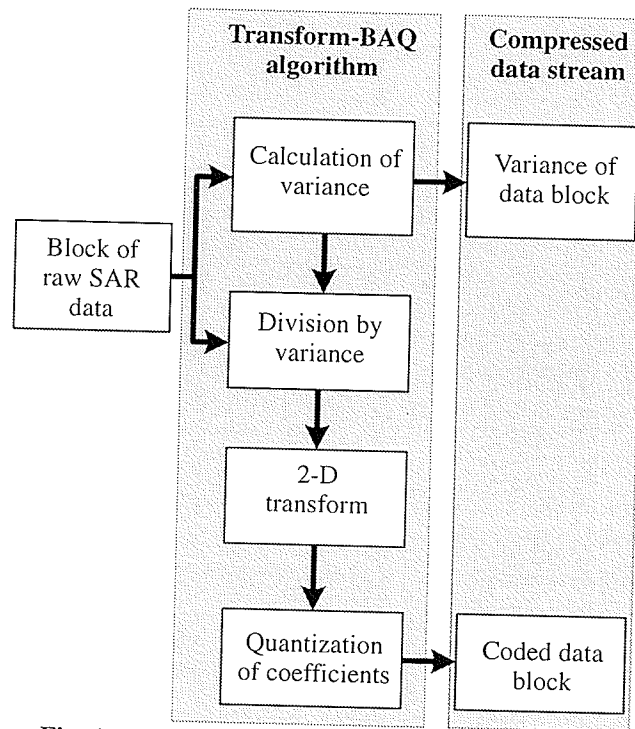 Transform-BAQ
algorithm
Compressed
data stream
Calculation of
variance
Variance of
data block
Block of
raw SAR
data
Division by
variance
2-D
transform
Quantization
of coefficients
Coded data
block